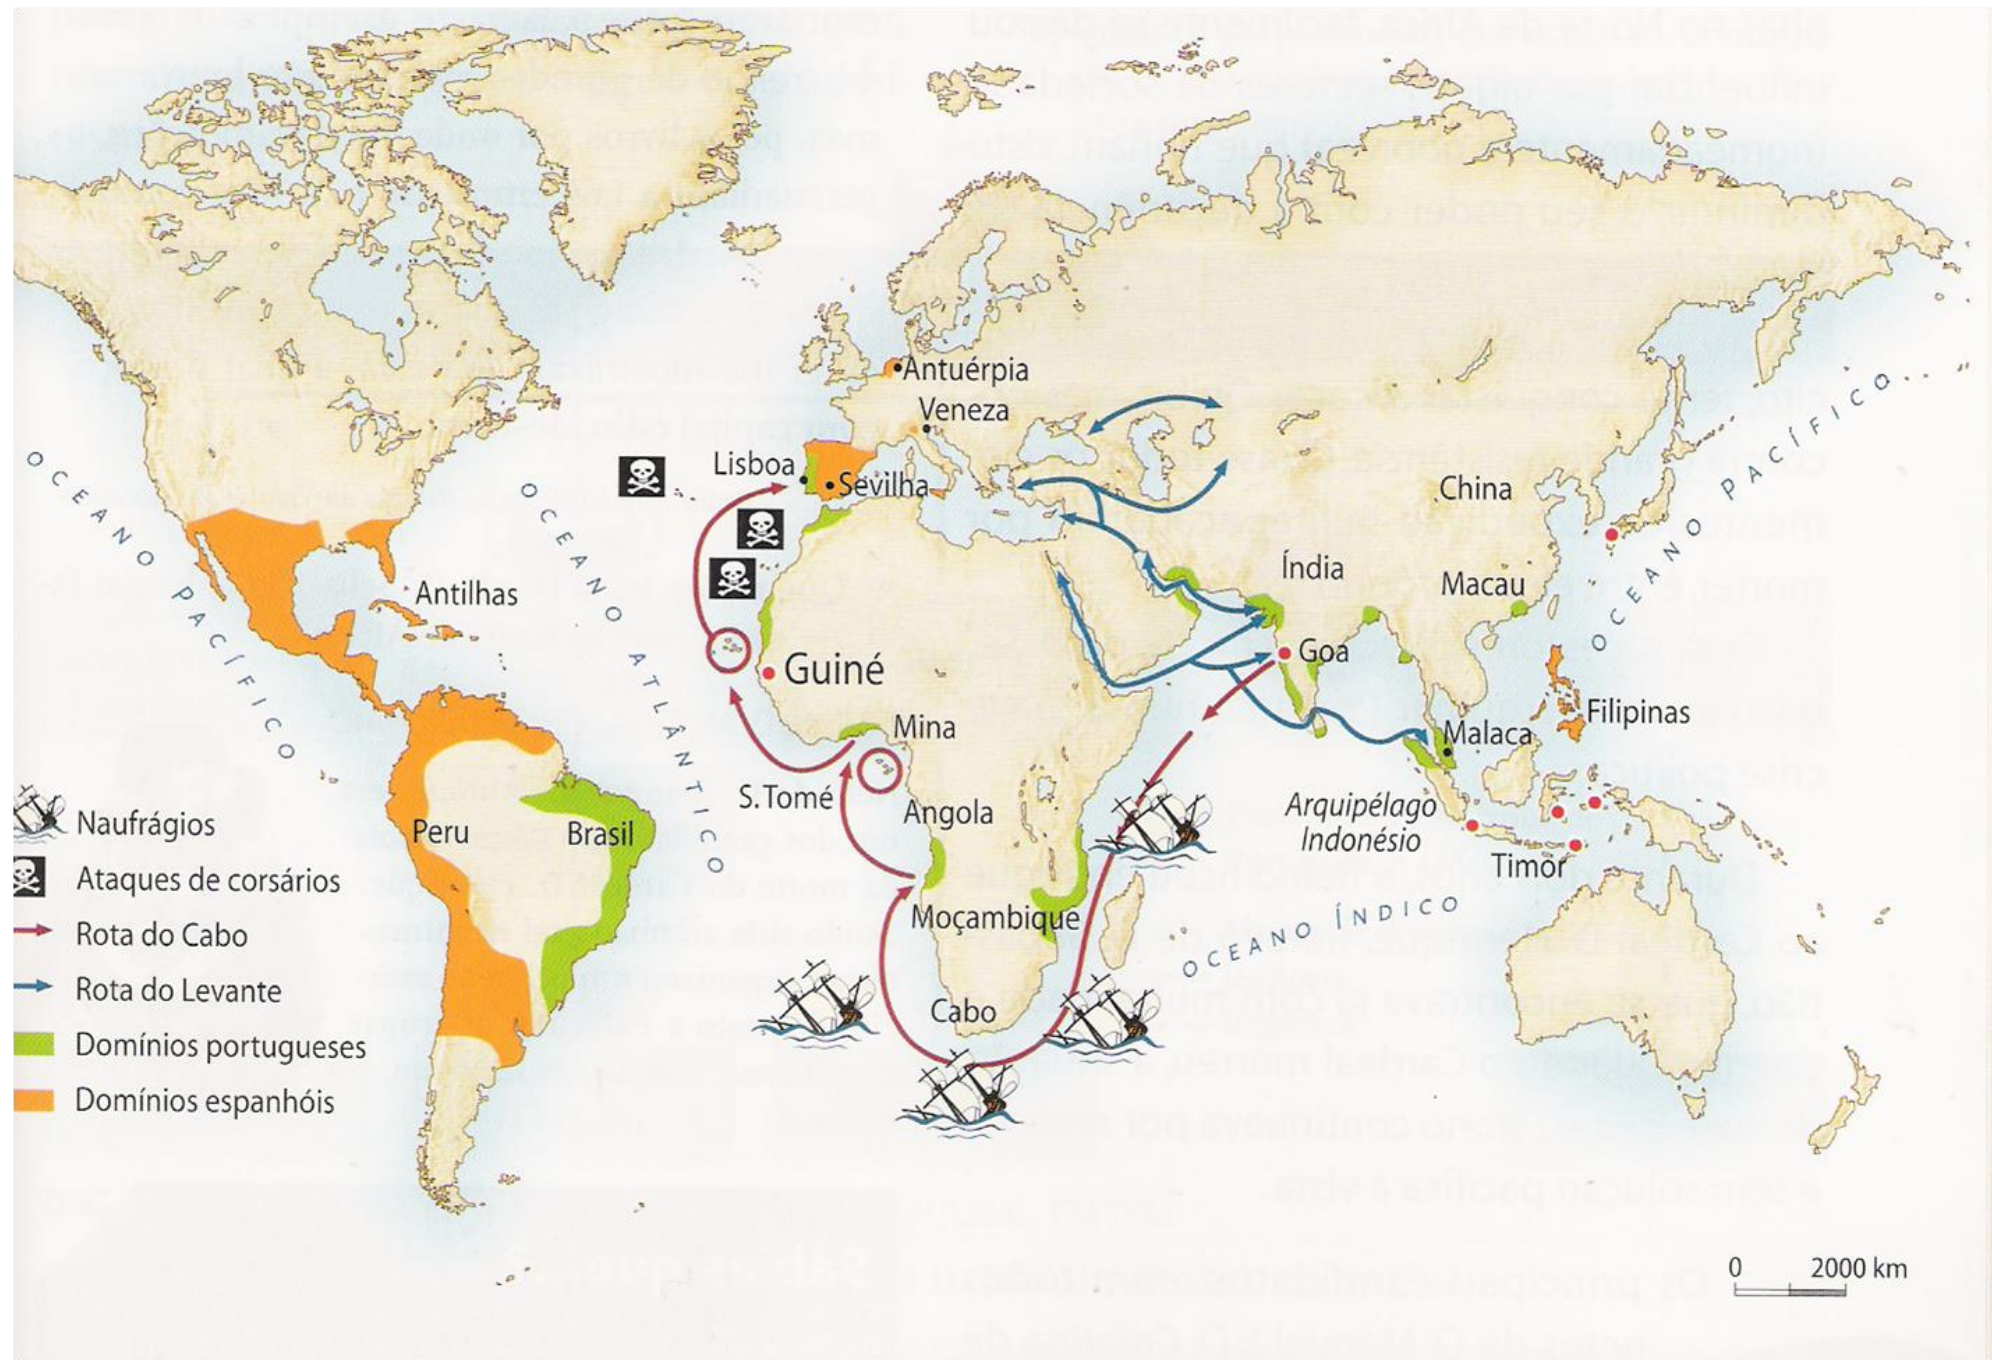 Antuérpia
Veneza
Lisboa
Sevilha
China
OCEANO PACÍFICO
OCEANO ATLÂNTICO
OCEANO PACÍFICO
Índia
Macau
Antilhas
Goa
Guiné
Filipinas
Mina
Malaca
S. Tomé
Angola
Arquipélago
Indonésio
Peru
Brasil
Timor
Moçambique
OCEANO ÍNDICO
Cabo
Naufrágios
Ataques de corsários
Rota do Cabo
Rota do Levante
Domínios portugueses
Domínios espanhóis
0 2000 km